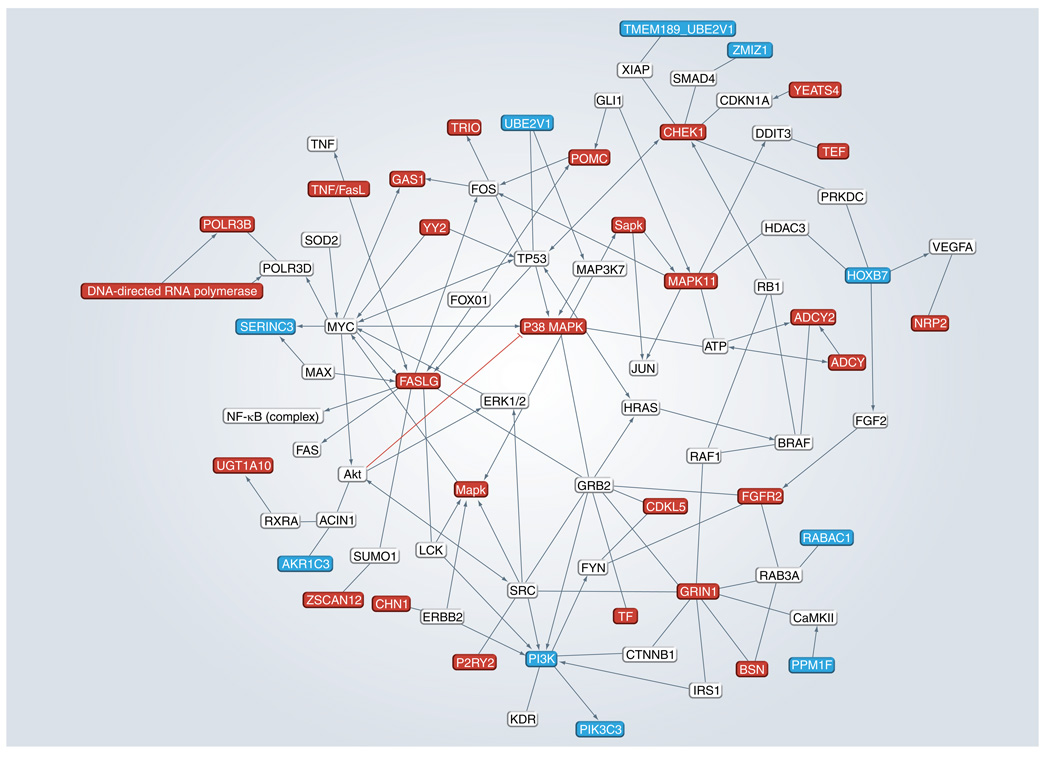 TMEM189_UBE2V1
ZMIZ1
XIAP
SMAD4
YEATS4
GLI1
CDKN1A
TRIO
UBE2V1
CHEK1
DDIT3
TNF
POMC
TEF
GAS1
TNF/FasL
FOS
PRKDC
POLR3B
YY2
Sapk
HDAC3
SOD2
VEGFA
POLR3D
TP53
MAP3K7
MAPK11
HOXB7
RB1
DNA-directed RNA polymerase
FOX01
SERINC3
MYC
P38 MAPK
ADCY2
NRP2
ATP
ADCY
MAX
FASLG
JUN
NF-κB (complex)
ERK1/2
HRAS
FGF2
FAS
BRAF
RAF1
UGT1A10
Akt
Mapk
GRB2
CDKL5
FGFR2
RXRA
ACIN1
RABAC1
AKR1C3
SUMO1
LCK
FYN
RAB3A
SRC
GRIN1
ZSCAN12
CHN1
ERBB2
TF
CaMKII
P2RY2
PI3K
CTNNB1
BSN
PPM1F
IRS1
KDR
PIK3C3